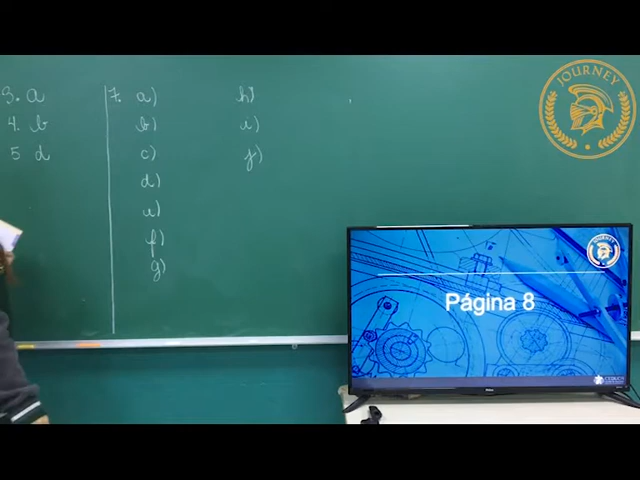 3. a
4. b
5 d
7. a)
b)
c)
d)
e)
f)
g)
h)
i)
j)
JOURNEY
Página 8